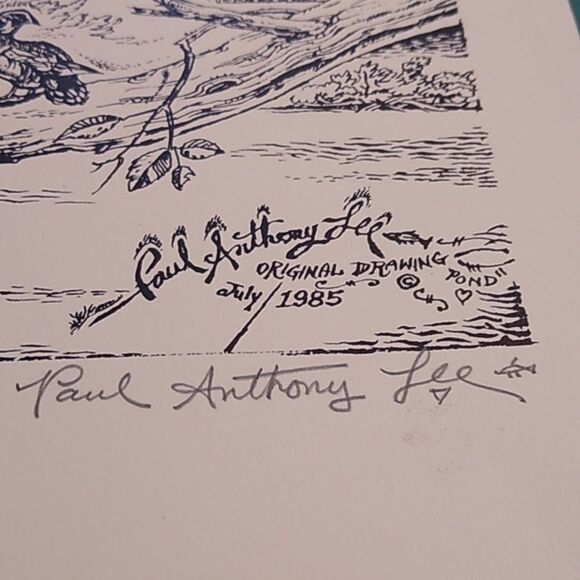 Paul Anthony Lee
ORIGINAL DRAWING
POND"
July / 1985 ©
Paul Anthony Lee